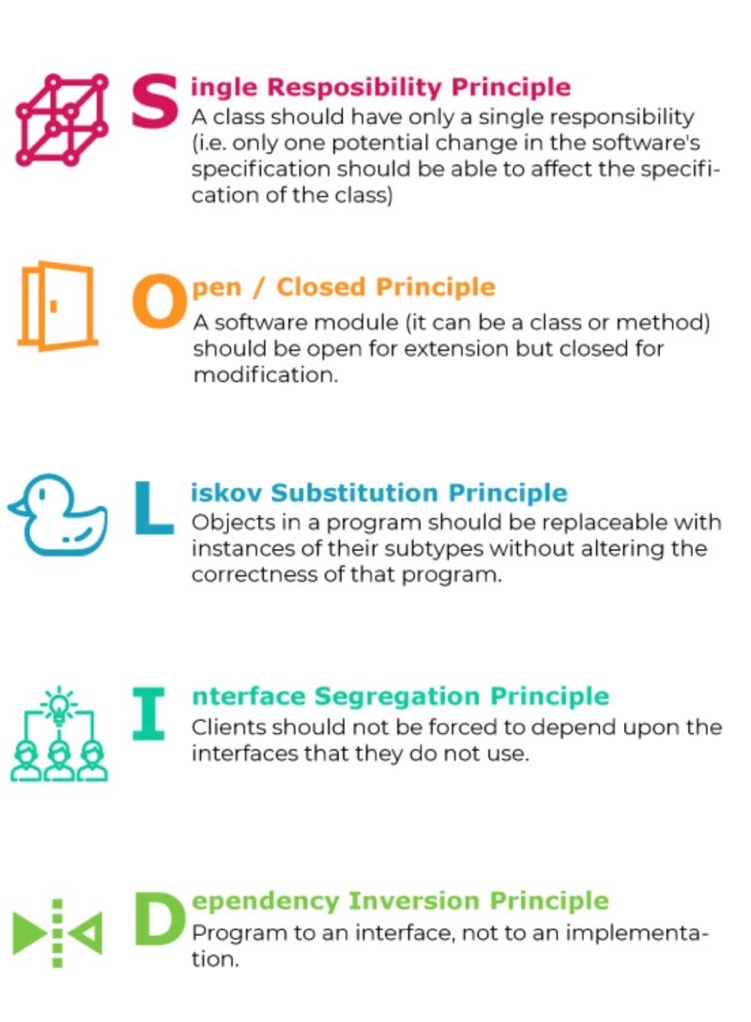 Single Resposibility Principle
A class should have only a single responsibility
(i.e. only one potential change in the software's
specification should be able to affect the specifi-
cation of the class)
Open / Closed Principle
A software module (it can be a class or method)
should be open for extension but closed for
modification.
Liskov Substitution Principle
Objects in a program should be replaceable with
instances of their subtypes without altering the
correctness of that program.
Interface Segregation Principle
Clients should not be forced to depend upon the
interfaces that they do not use.
Dependency Inversion Principle
Program to an interface, not to an implementa-
tion.